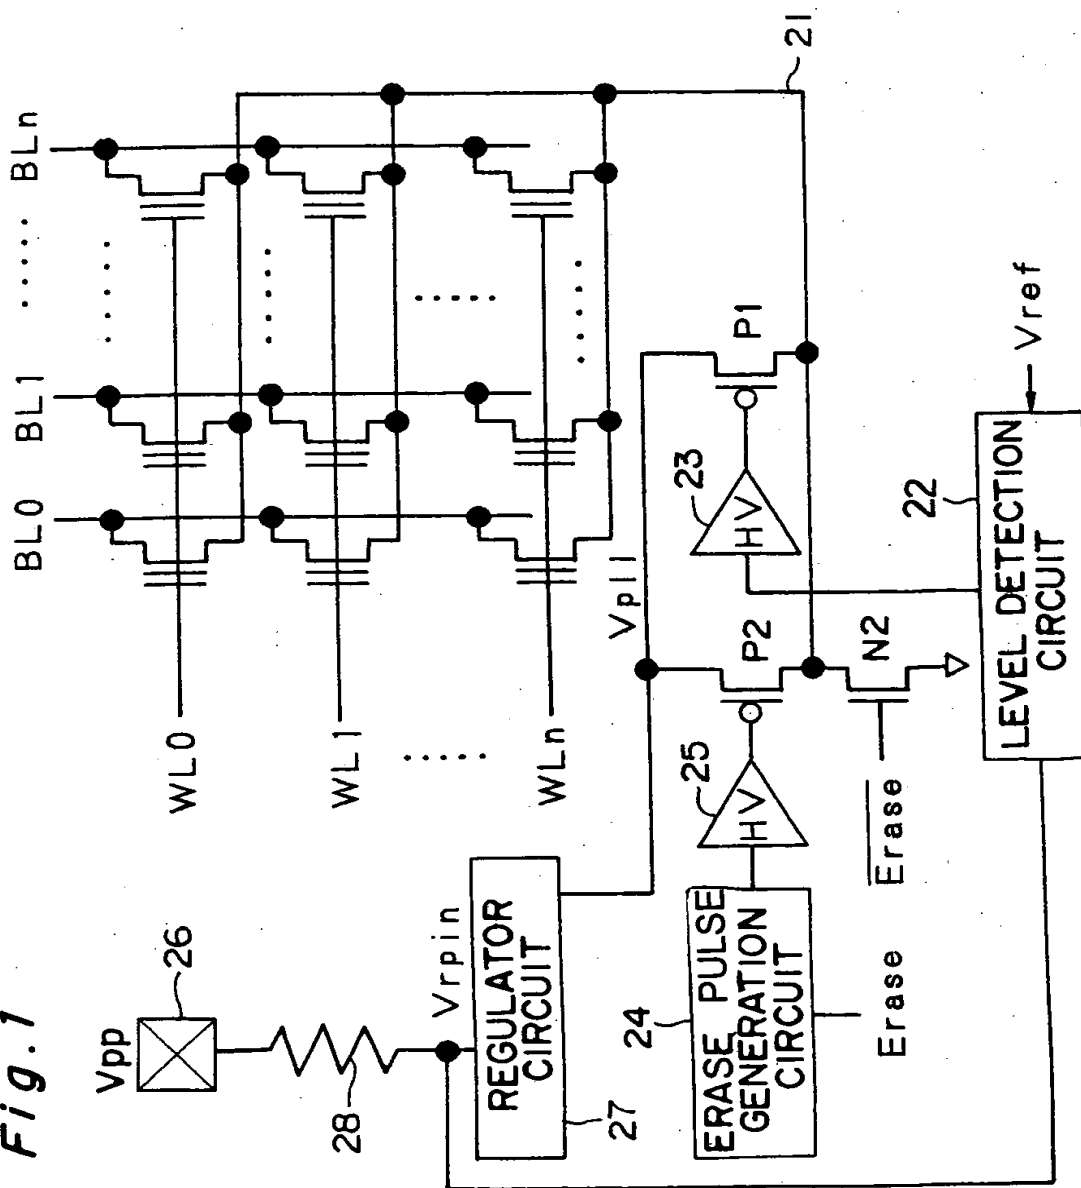 Fig.1
Vpp
26
28
Vrpin
REGULATOR
CIRCUIT
27
BL0
BL1
.....
BLn
WL0
WL1
.....
WLn
21
Vpl1
24
ERASE PULSE
GENERATION
CIRCUIT
Erase
25
HV
P2
N2
Erase
23
HV
P1
22
LEVEL DETECTION
CIRCUIT
Vref